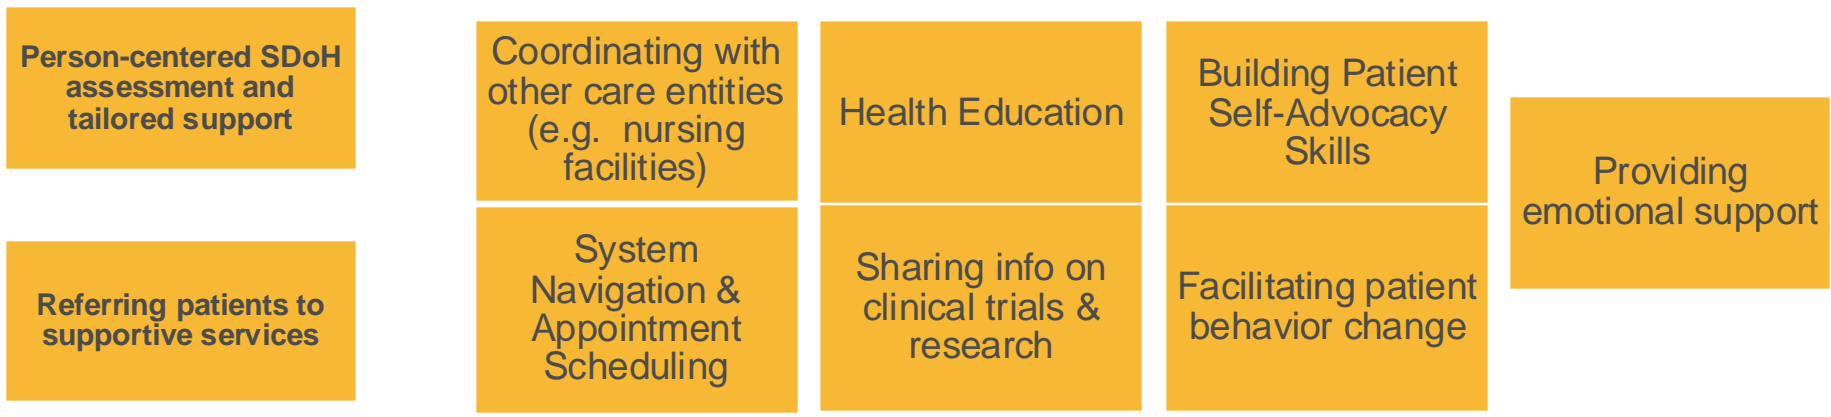 Person-centered SDoH
assessment and
tailored support
Referring patients to
supportive services
Coordinating with
other care entities
(e.g.  nursing
facilities)
System
Navigation &
Appointment
Scheduling
Health Education
Sharing info on
clinical trials &
research
Building Patient
Self-Advocacy
Skills
Facilitating patient
behavior change
Providing
emotional support